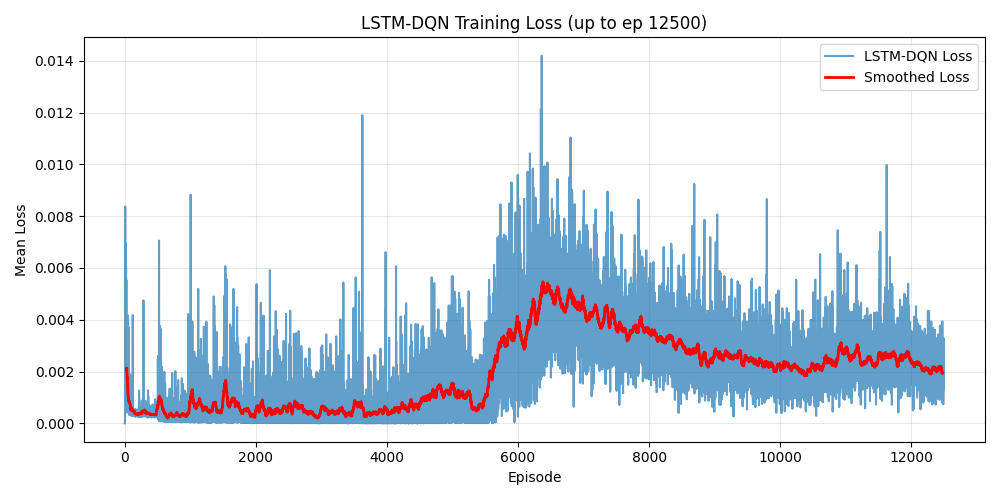 LSTM-DQN Training Loss (up to ep 12500)
LSTM-DQN Loss
Smoothed Loss
Mean Loss
0.014
0.012
0.010
0.008
0.006
0.004
0.002
0.000
0 2000 4000 6000 8000 10000 12000
Episode